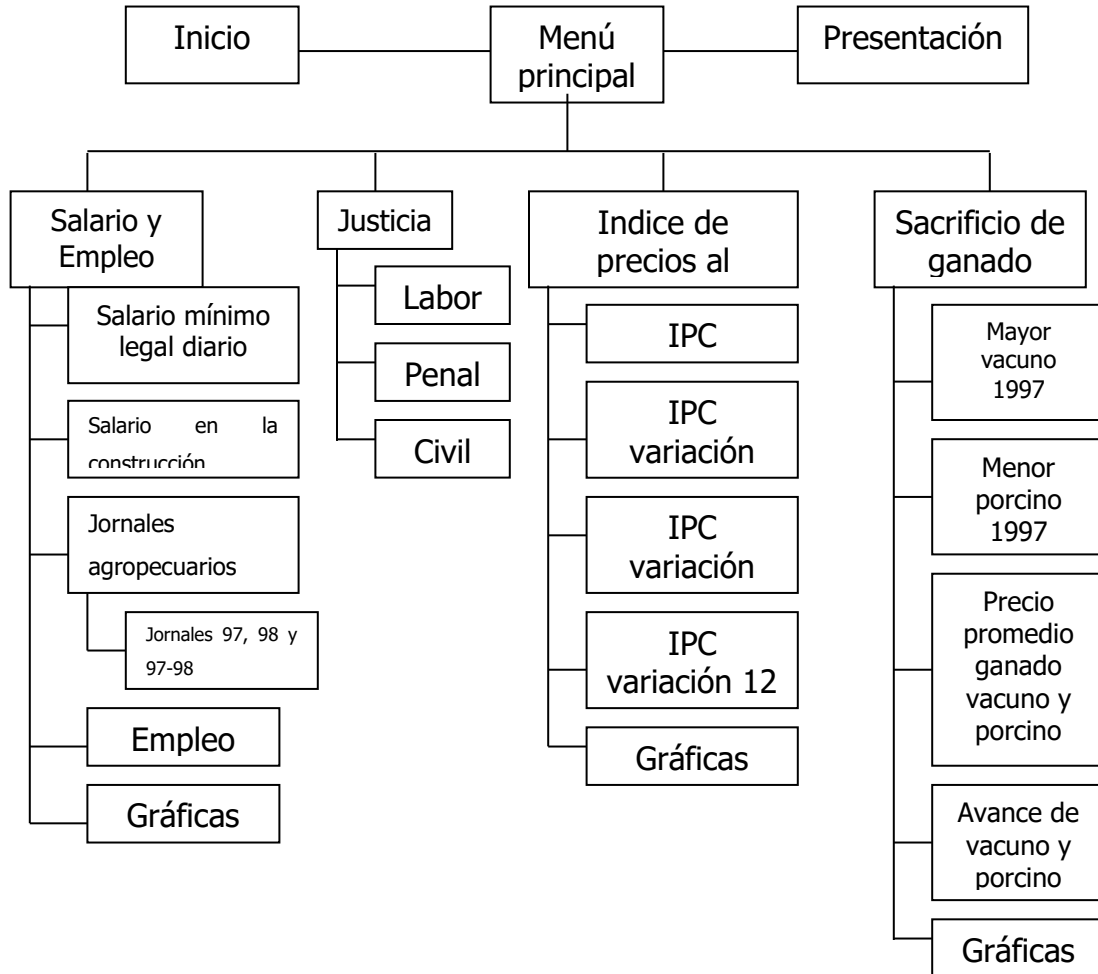 Inicio
Menú
principal
Presentación
Salario y
Empleo
Salario mínimo
legal diario
Salario en la
construcción
Jornales
agropecuarios
Jornales 97, 98 y
97-98
Empleo
Gráficas
Justicia
Labor
Penal
Civil
Indice de
precios al
IPC
IPC
variación
IPC
variación
IPC
variación 12
Gráficas
Sacrificio de
ganado
Mayor
vacuno
1997
Menor
porcino
1997
Precio
promedio
ganado
vacuno y
porcino
Avance de
vacuno y
porcino
Gráficas